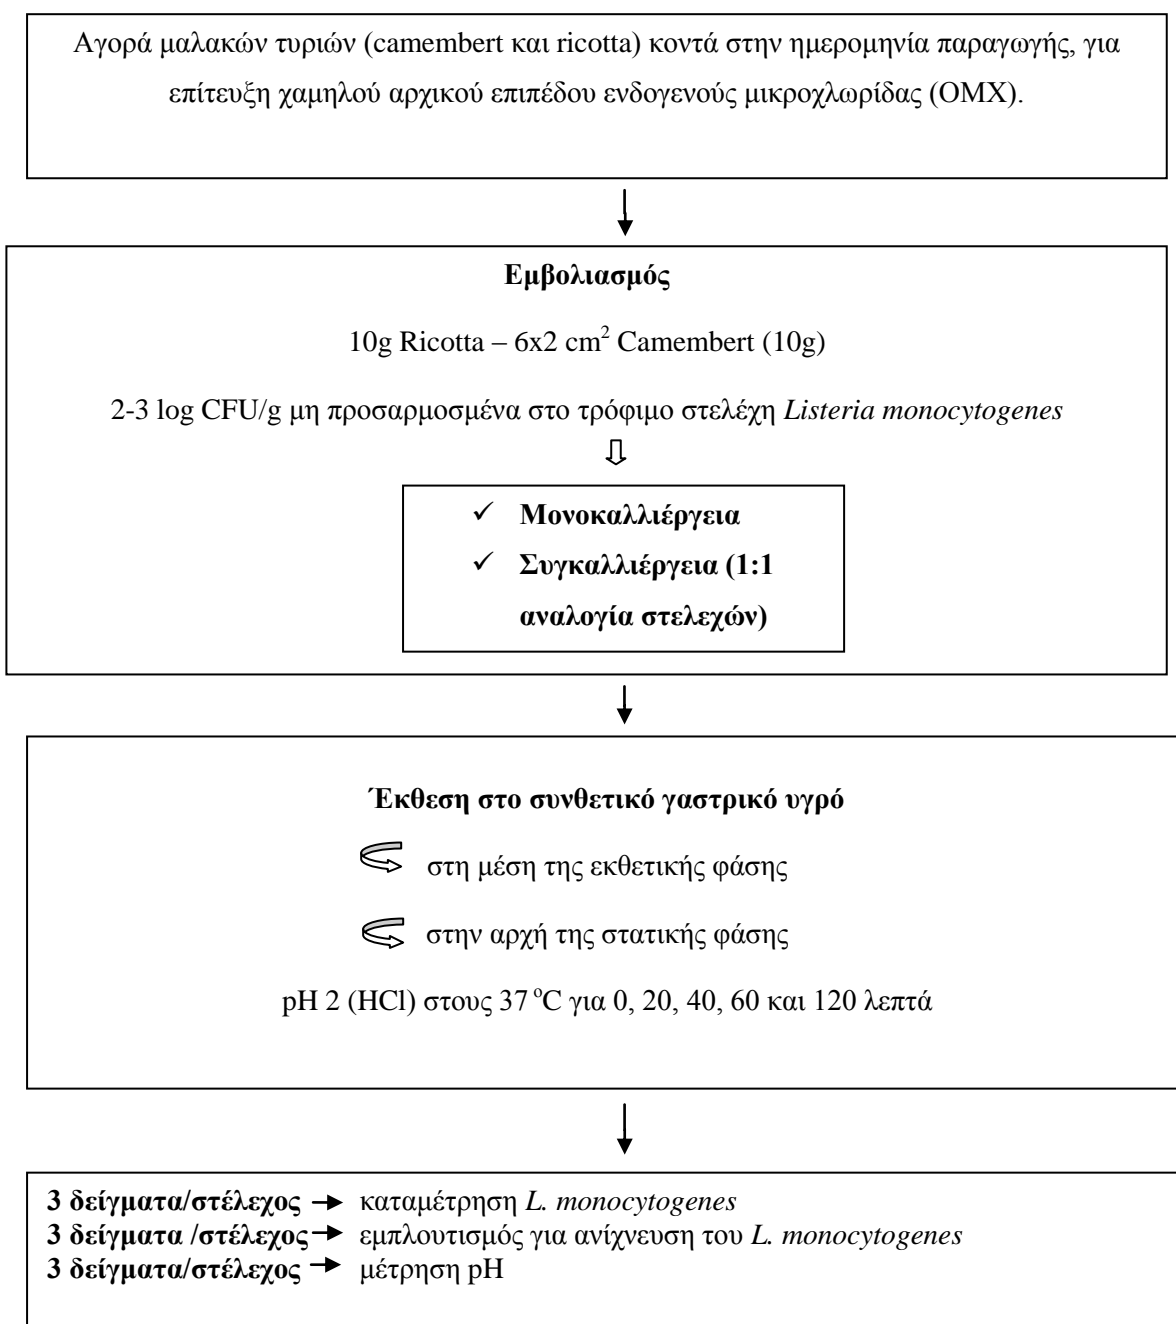 Αγορά μαλακών τυριών (camembert και ricotta) κοντά στην ημερομηνία παραγωγής, για
επίτευξη χαμηλού αρχικού επιπέδου ενδογενούς μικροχλωρίδας (ΟΜΧ).
Εμβολιασμός
10g Ricotta – 6x2 cm² Camembert (10g)
2-3 log CFU/g μη προσαρμοσμένα στο τρόφιμο στελέχη Listeria monocytogenes
✓ Μονοκαλλιέργεια
✓ Συγκαλλιέργεια (1:1
αναλογία στελεχών)
Έκθεση στο συνθετικό γαστρικό υγρό
στη μέση της εκθετικής φάσης
στην αρχή της στατικής φάσης
pH 2 (HCl) στους 37 °C για 0, 20, 40, 60 και 120 λεπτά
3 δείγματα/στέλεχος → καταμέτρηση L. monocytogenes
3 δείγματα /στέλεχος → εμπλουτισμός για ανίχνευση του L. monocytogenes
3 δείγματα/στέλεχος → μέτρηση pH